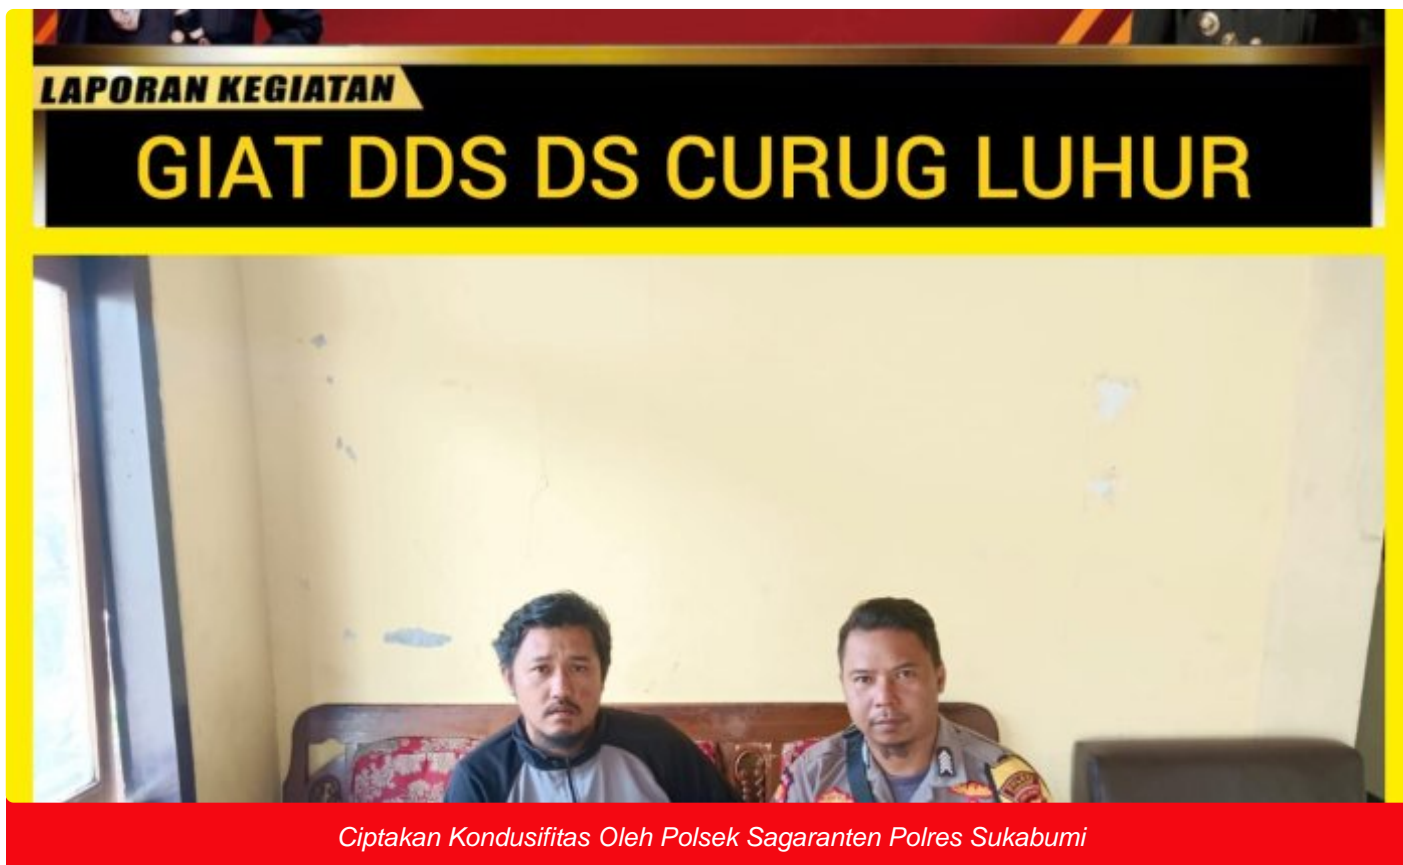 LAPORAN KEGIATAN
GIAT DDS DS CURUG LUHUR
Ciptakan Kondusifitas Oleh Polsek Sagaranten Polres Sukabumi